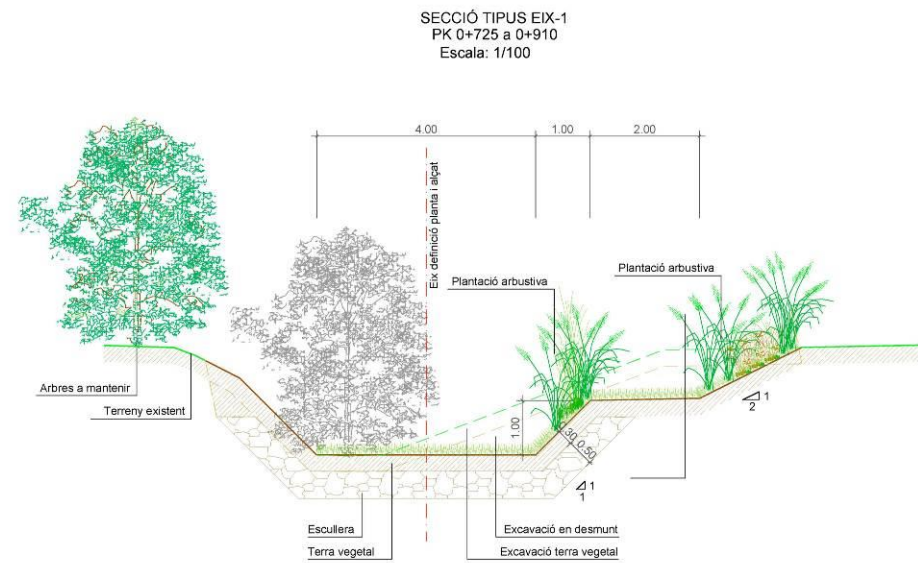 SECCIÓ TIPUS EIX-1
PK 0+725 a 0+910
Escala: 1/100
4.00
1.00
2.00
Eix definició planta i alçat
Plantació arbustiva
Plantació arbustiva
Arbres a mantenir
Terreny existent
1.00
.30
0.50
1
2
1
1
Escullera
Terra vegetal
Excavació en desmunt
Excavació terra vegetal